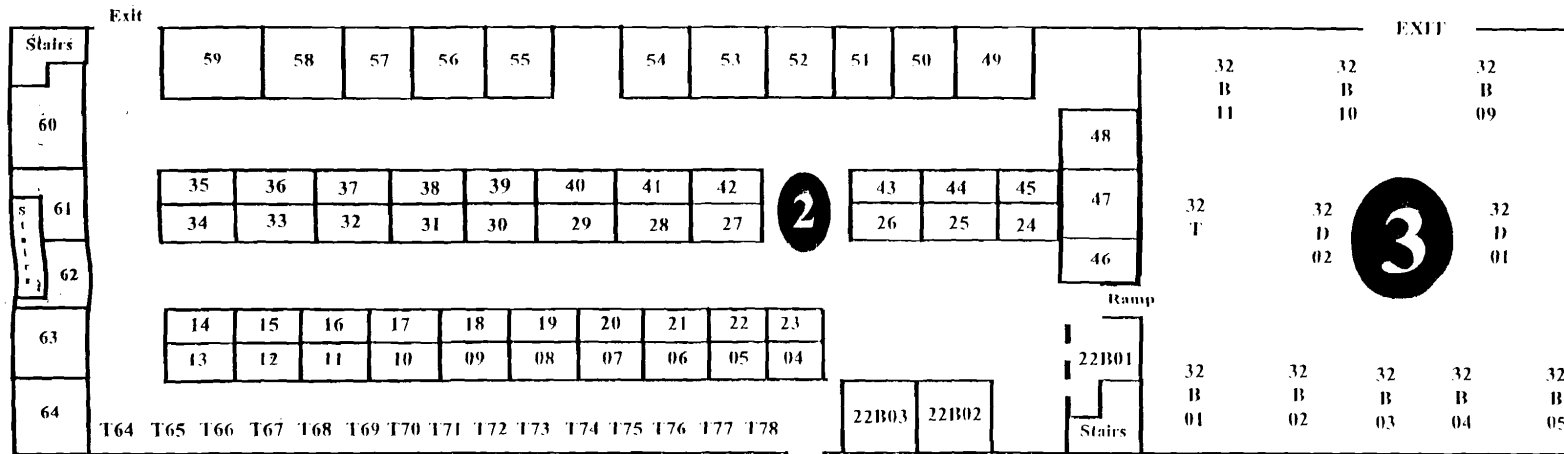 Exit
EXIT
Stairs
59 58 57 56 55 54 53 52 51 50 49
32 B 11
32 B 10
32 B 09
60
48
35 36 37 38 39 40 41 42
43 44 45
47
61
34 33 32 31 30 29 28 27
2
26 25 24
32 T
32 D 02
3
32 D 01
62
46
Ramp
14 15 16 17 18 19 20 21 22 23
63
13 12 11 10 09 08 07 06 05 04
22B01
32 B 01
32 B 02
32 B 03
32 B 04
32 B 05
64
T64 T65 T66 T67 T68 T69 T70 T71 T72 T73 T74 T75 T76 T77 T78
22B03 22B02
Stairs